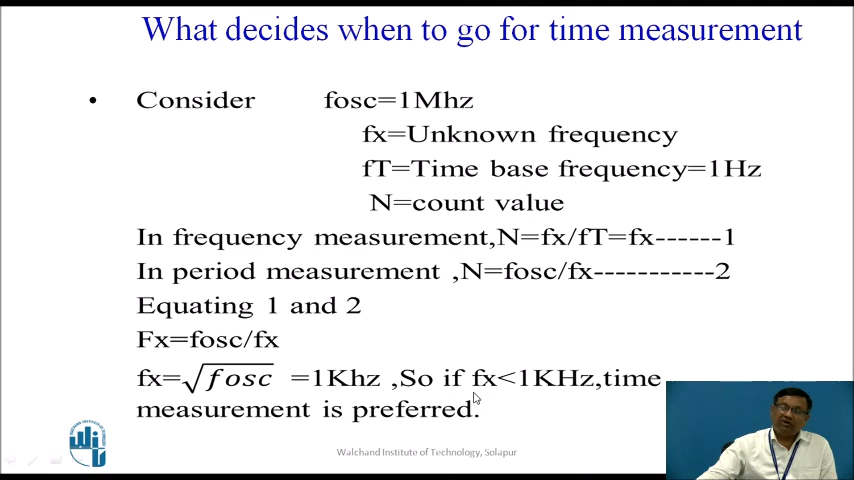 What decides when to go for time measurement
• Consider fosc=1Mhz
fx=Unknown frequency
fT=Time base frequency=1Hz
N=count value
In frequency measurement,N=fx/fT=fx------1
In period measurement ,N=fosc/fx-----------2
Equating 1 and 2
Fx=fosc/fx
fx=√fosc =1Khz ,So if fx<1KHz,time
measurement is preferred.
Walchand Institute of Technology, Solapur